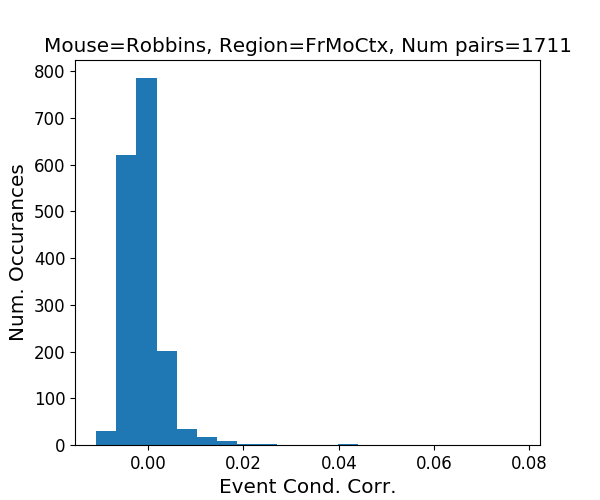 Mouse=Robbins, Region=FrMoCtx, Num pairs=1711
Num. Occurances
800
700
600
500
400
300
200
100
0
0.00 0.02 0.04 0.06 0.08
Event Cond. Corr.